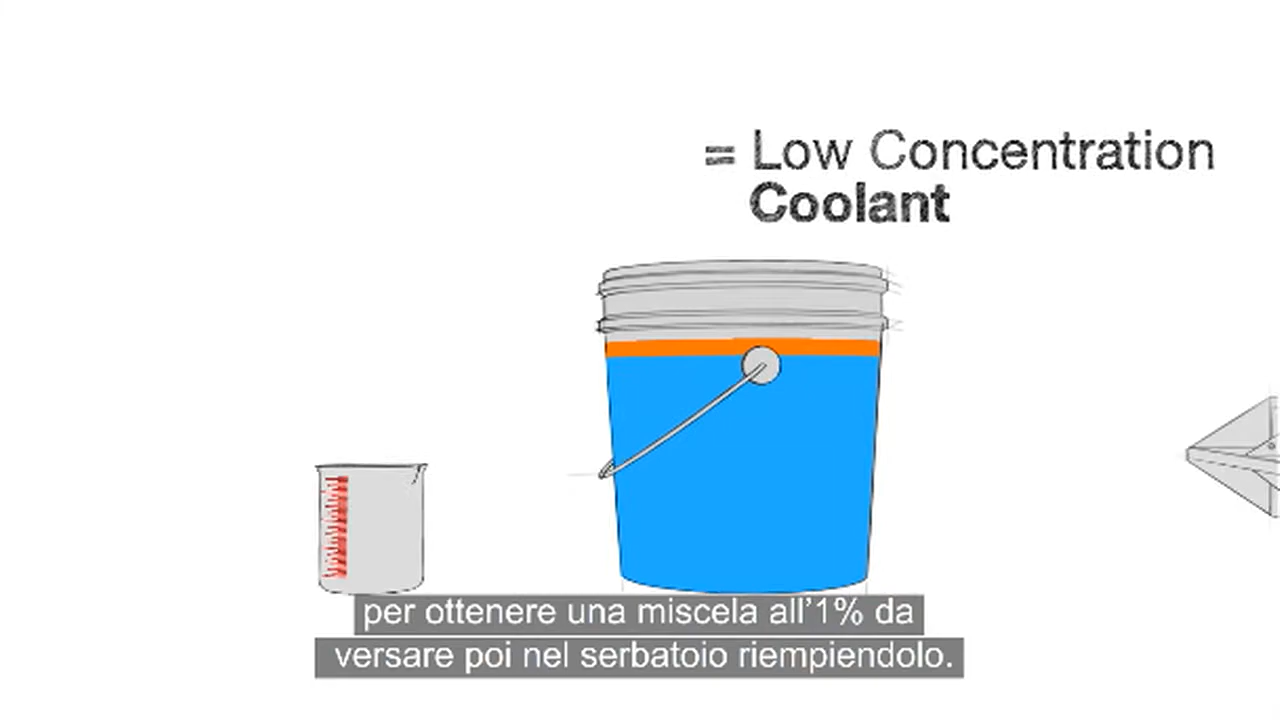 = Low Concentration
Coolant
per ottenere una miscela all’1% da
versare poi nel serbatoio riempiendolo.